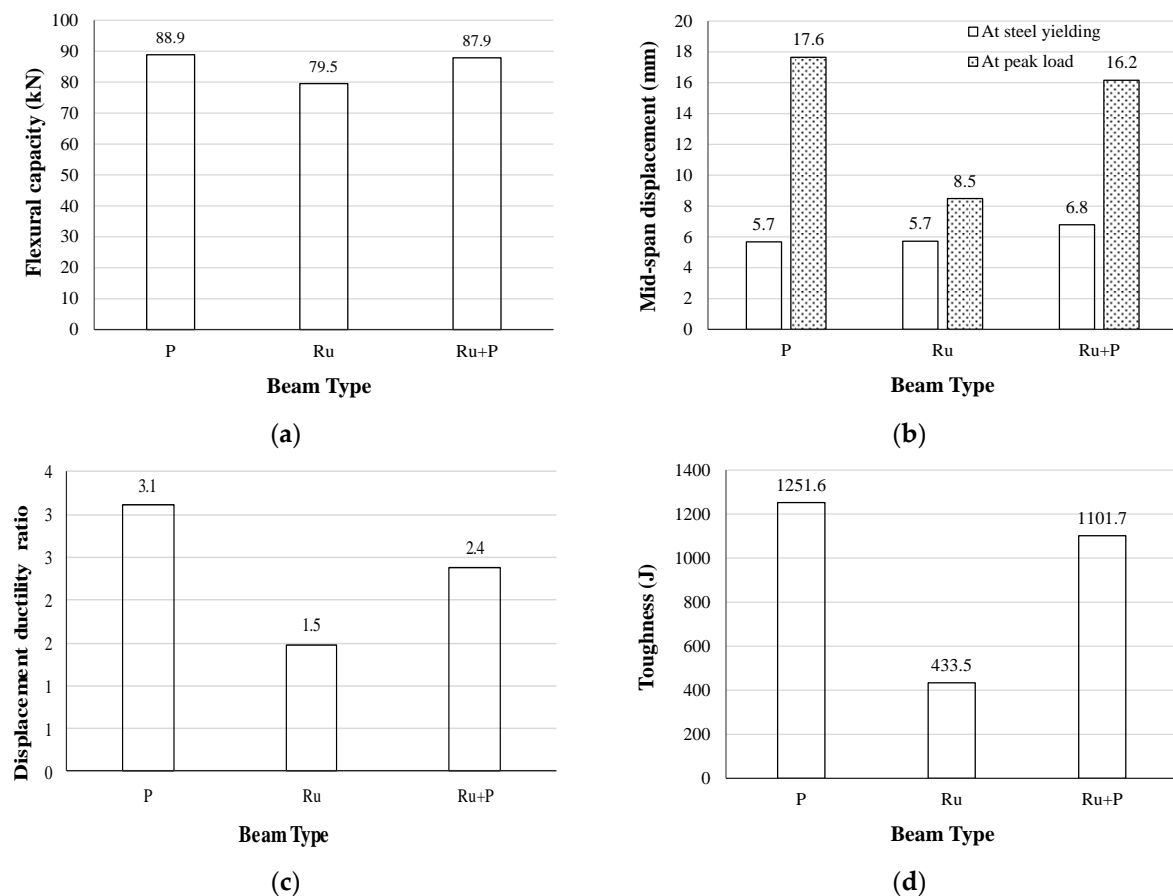 Flexural capacity (kN)
100
90
80
70
60
50
40
30
20
10
0
88.9
79.5
87.9
P
Ru
Ru+P
Beam Type
(a)
Mid-span displacement (mm)
20
18
16
14
12
10
8
6
4
2
0
At steel yielding
At peak load
5.7
17.6
5.7
8.5
6.8
16.2
P
Ru
Ru+P
Beam Type
(b)
Displacement ductility ratio
4
3
3
2
2
1
1
0
3.1
1.5
2.4
P
Ru
Ru+P
Beam Type
(c)
Toughness (J)
1400
1200
1000
800
600
400
200
0
1251.6
433.5
1101.7
P
Ru
Ru+P
Beam Type
(d)